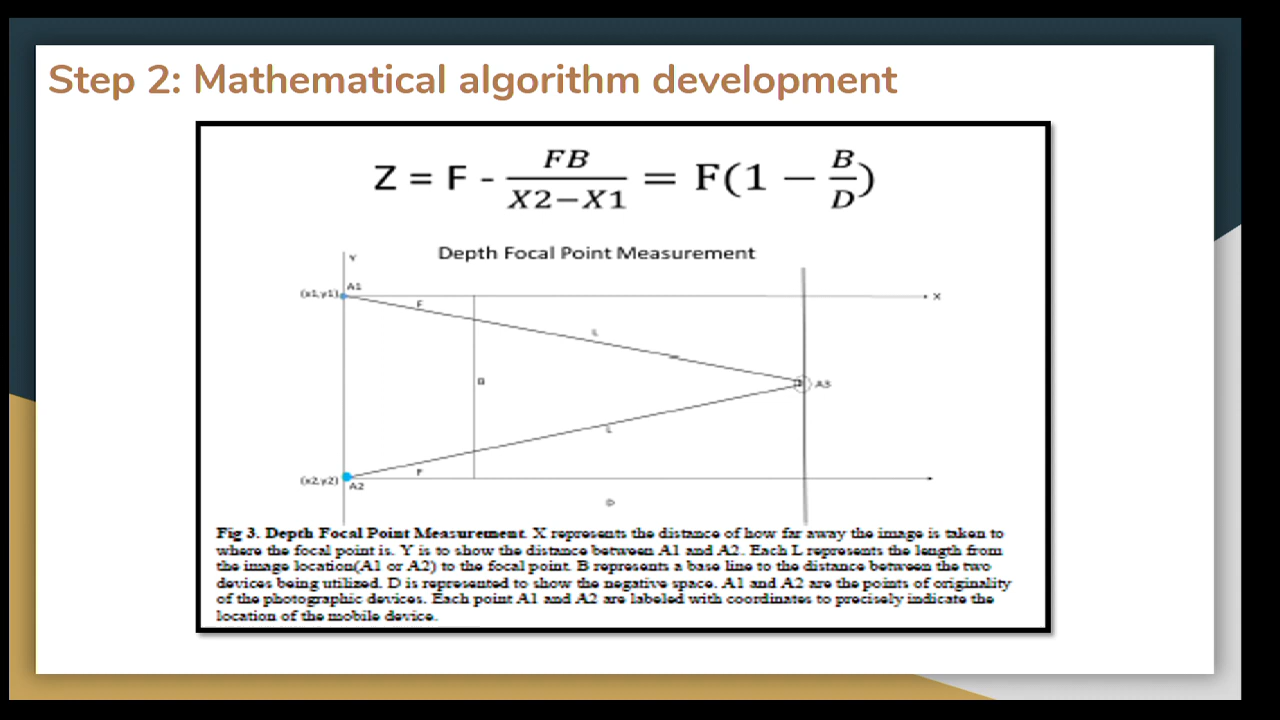 Step 2: Mathematical algorithm development
Z = F - FB/X2−X1 = F(1 − B/D)
Depth Focal Point Measurement
Y
A1
(x1,y1)
F
X
L
B
A3
L
F
(x2,y2)
A2
D
Fig 3. Depth Focal Point Measurement. X represents the distance of how far away the image is taken to
where the focal point is. Y is to show the distance between A1 and A2. Each L represents the length from
the image location(A1 or A2) to the focal point. B represents a base line to the distance between the two
devices being utilized. D is represented to show the negative space. A1 and A2 are the points of originality
of the photographic devices. Each point A1 and A2 are labeled with coordinates to precisely indicate the
location of the mobile device.